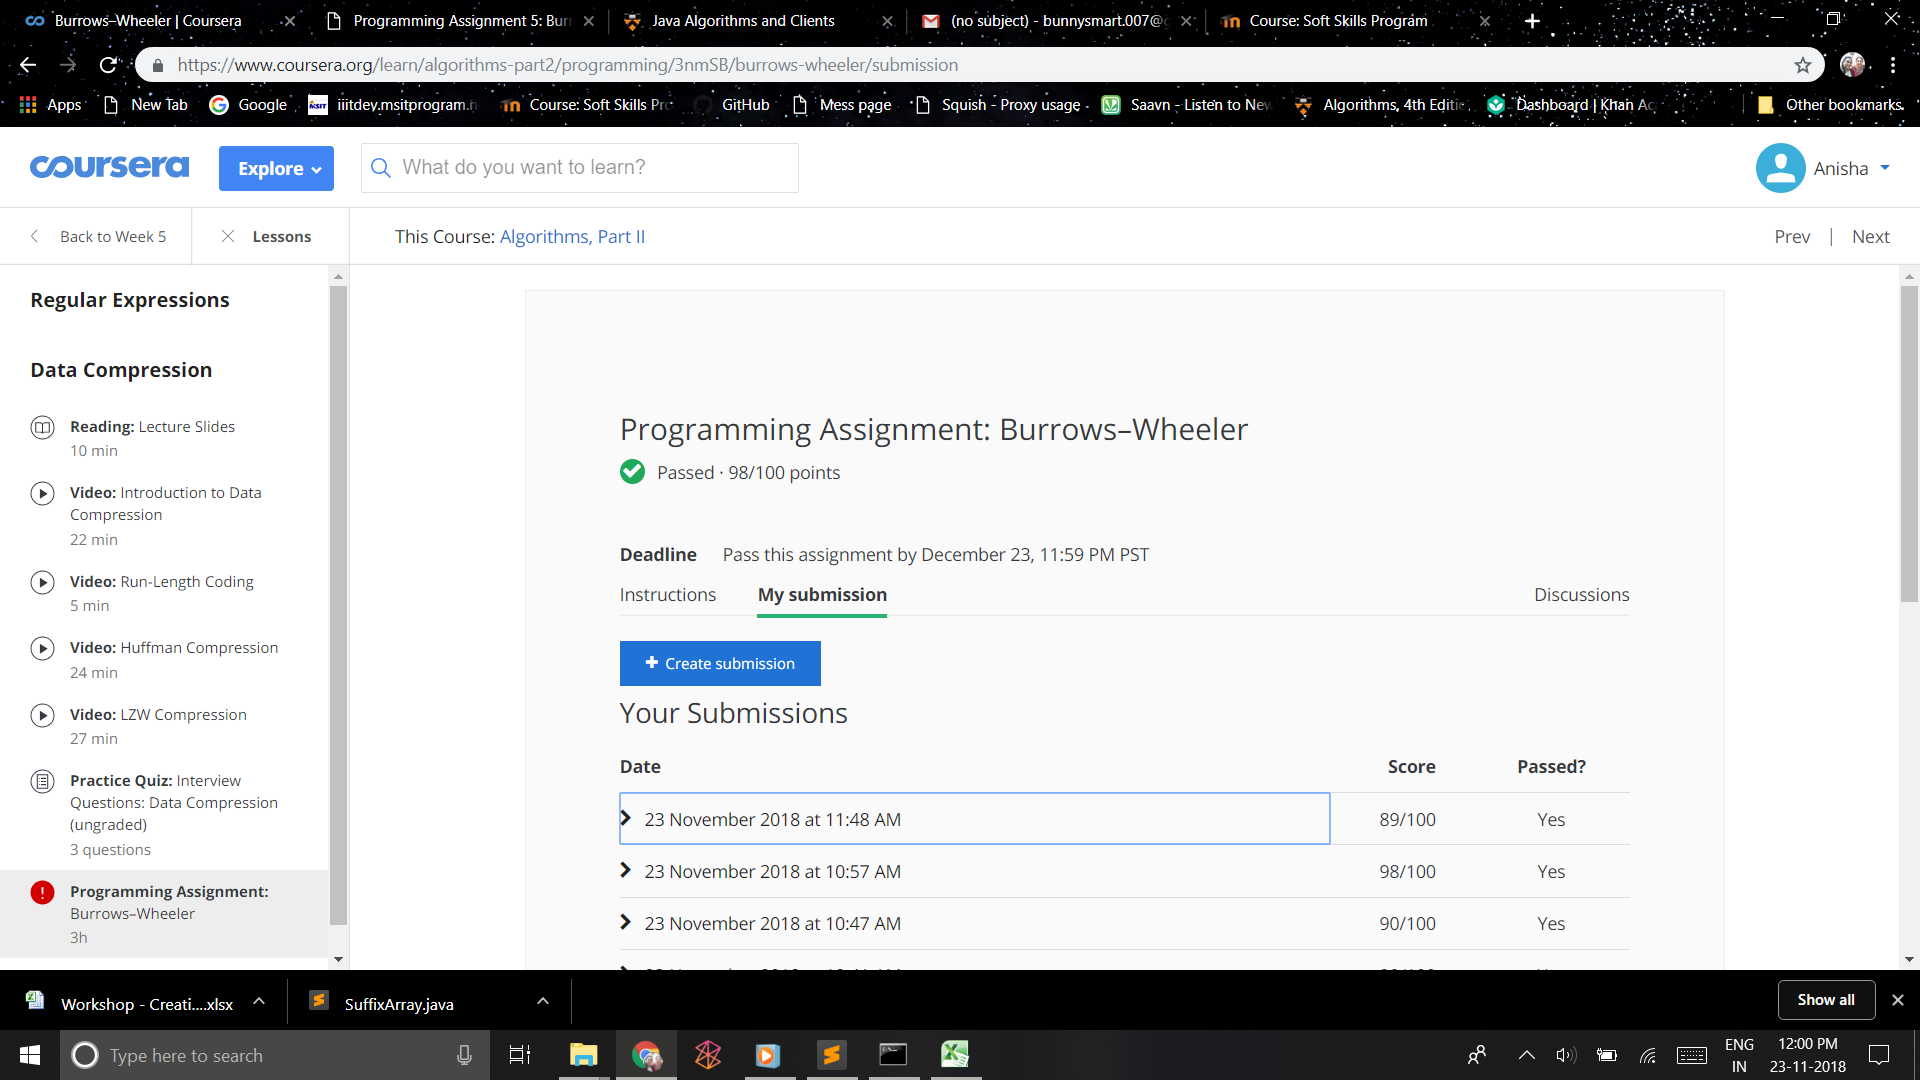 Burrows–Wheeler | Coursera
Programming Assignment 5: Bur
Java Algorithms and Clients
(no subject) - bunnysmart.007@
Course: Soft Skills Program
https://www.coursera.org/learn/algorithms-part2/programming/3nmSB/burrows-wheeler/submission
Apps
New Tab
Google
iiitdev.msitprogram.n
Course: Soft Skills Pr
GitHub
Mess page
Squish - Proxy usage
Saavn - Listen to New
Algorithms, 4th Editi
Dashboard | Khan Ac
Other bookmarks
coursera
Explore
What do you want to learn?
Anisha
Back to Week 5
Lessons
This Course: Algorithms, Part II
Prev | Next
Regular Expressions
Data Compression
Reading: Lecture Slides
10 min
Video: Introduction to Data
Compression
22 min
Video: Run-Length Coding
5 min
Video: Huffman Compression
24 min
Video: LZW Compression
27 min
Practice Quiz: Interview
Questions: Data Compression
(ungraded)
3 questions
Programming Assignment:
Burrows–Wheeler
3h
Programming Assignment: Burrows–Wheeler
Passed · 98/100 points
Deadline Pass this assignment by December 23, 11:59 PM PST
Instructions My submission Discussions
+ Create submission
Your Submissions
Date Score Passed?
23 November 2018 at 11:48 AM 89/100 Yes
23 November 2018 at 10:57 AM 98/100 Yes
23 November 2018 at 10:47 AM 90/100 Yes
Workshop - Creati....xlsx
SuffixArray.java
Show all
Type here to search
ENG
IN
12:00 PM
23-11-2018